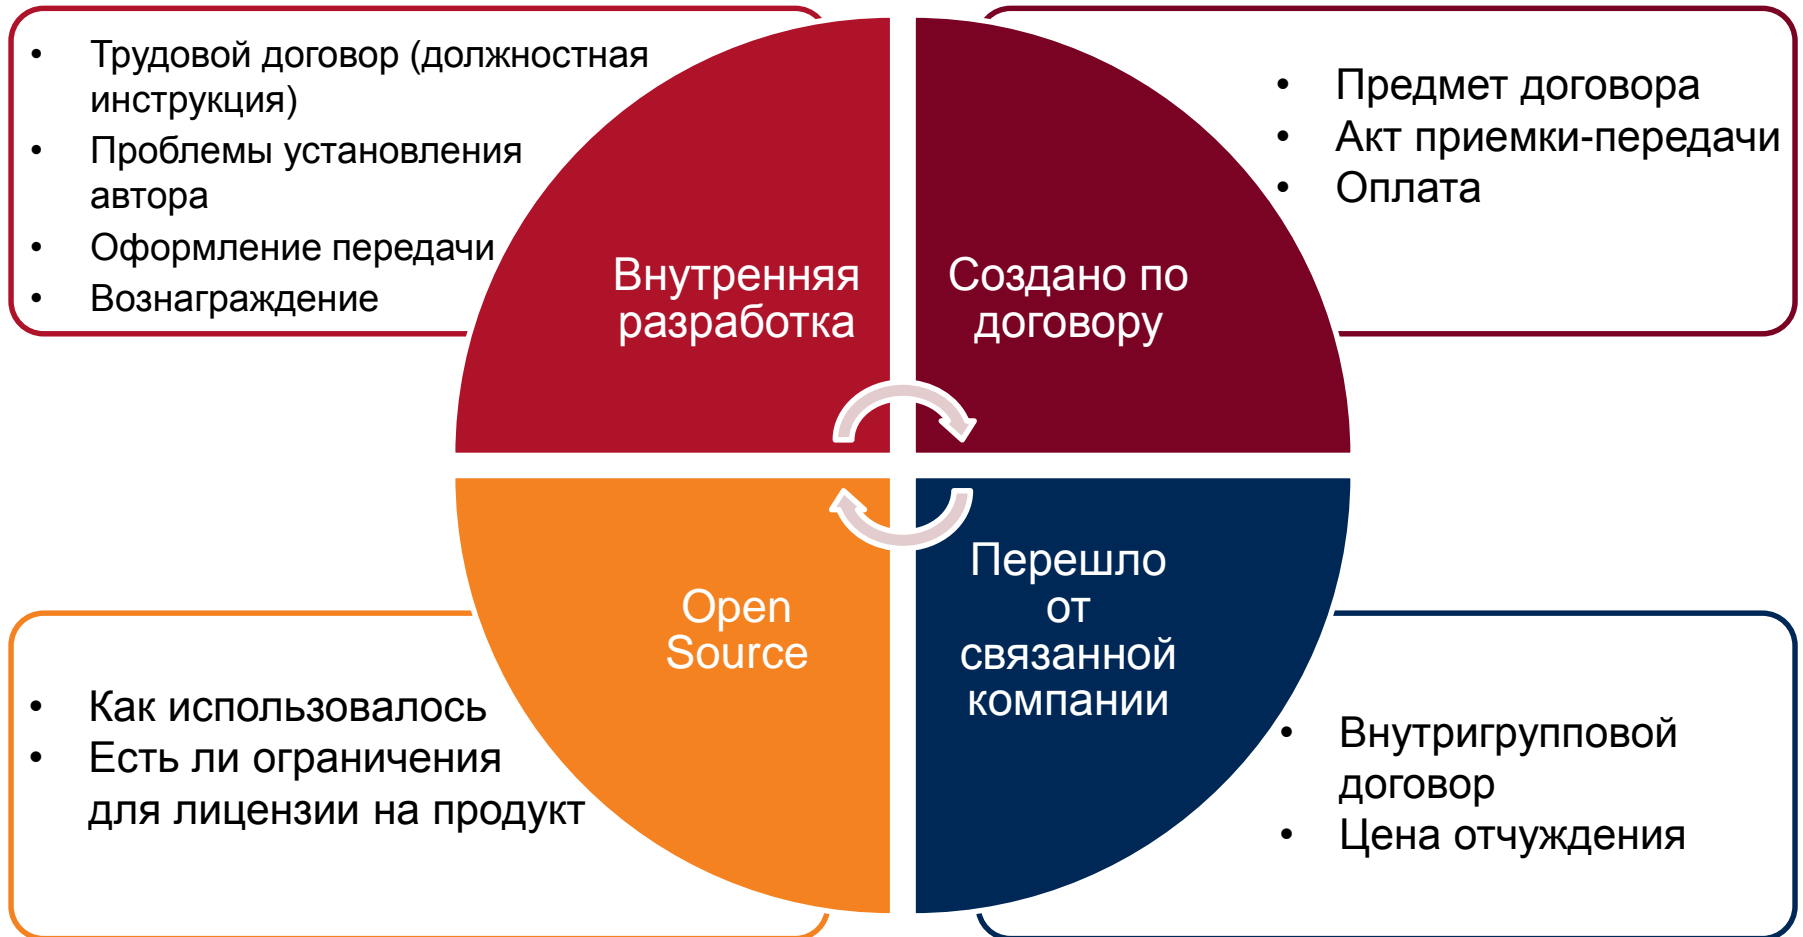 • Трудовой договор (должностная
инструкция)
• Проблемы установления
автора
• Оформление передачи
• Вознаграждение
Внутренняя
разработка
Создано по
договору
• Предмет договора
• Акт приемки-передачи
• Оплата
Open
Source
• Как использовалось
• Есть ли ограничения
для лицензии на продукт
Перешло
от
связанной
компании
• Внутригрупповой
договор
• Цена отчуждения